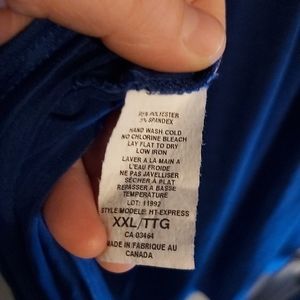 POLYESTER
SPANDEX
HAND WASH COLD
NO CHLORINE BLEACH
LAY FLAT TO DRY
LOW IRON
LAVER A LA MAIN A
L'EAU FROIDE
NE PAS JAVELLISER
SECHER A PLAT
REPASSER A BASSE
TEMPERATURE
LOT: 11992
STYLE/MODELE: HT-EXPRESS
XXL/TTG
CA 03464
MADE IN/FABRIQUE AU
CANADA